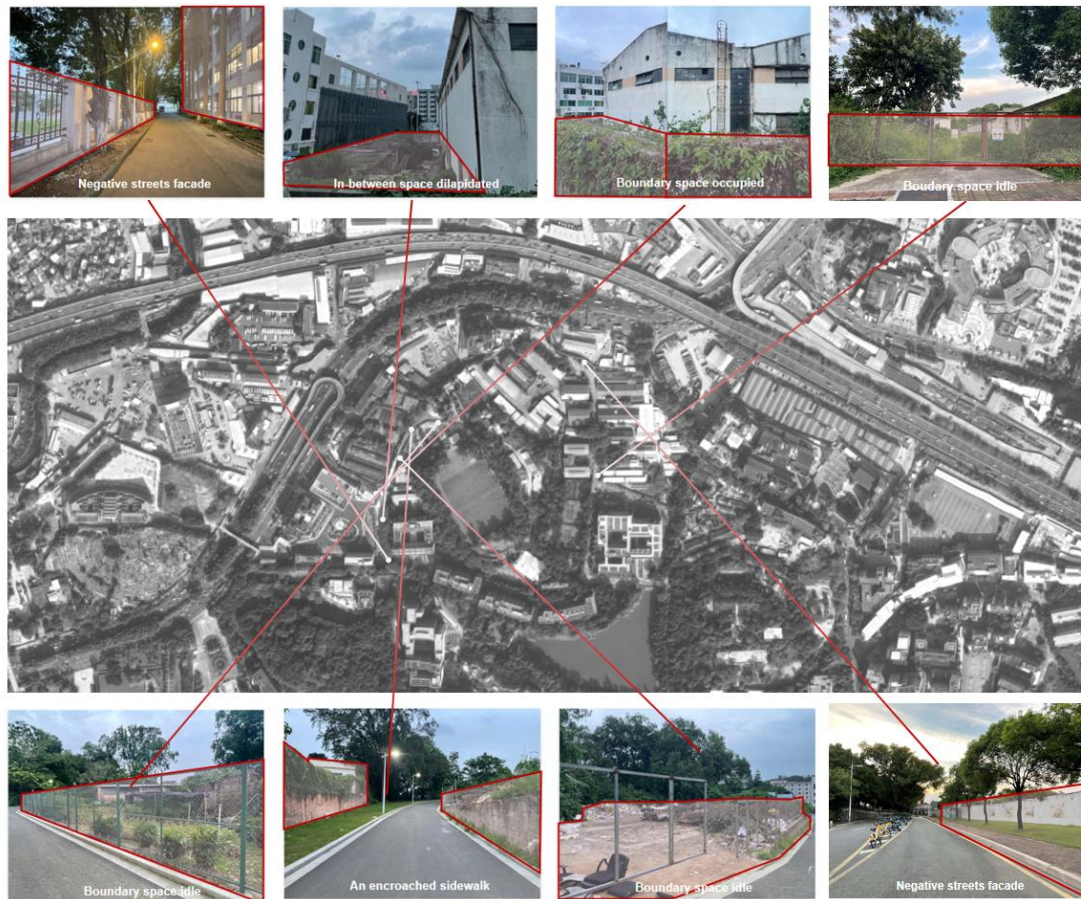 Negative streets facade
In-between space dilapidated
Boundary space occupied
Boudary space idle
Boundary space idle
An encroached sidewalk
Boundary space idle
Negative streets facade